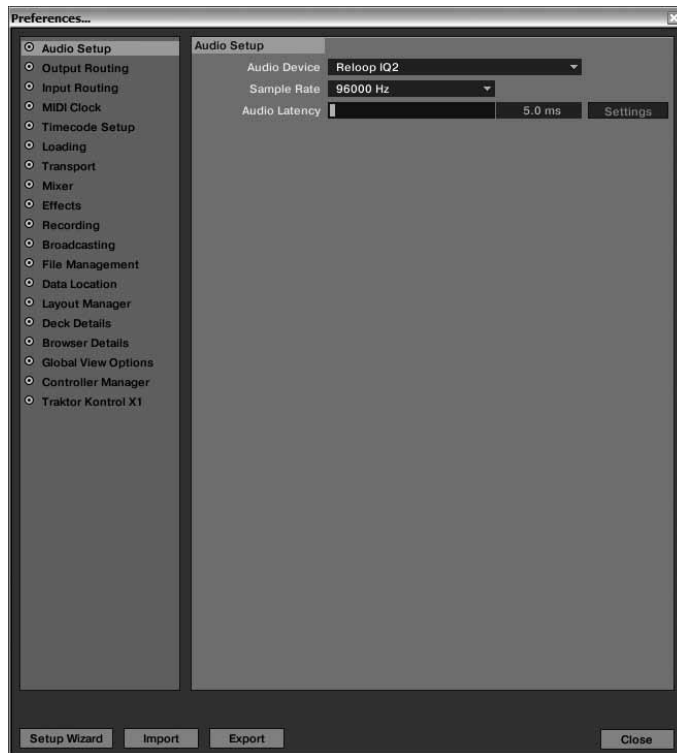 Preferences...
Audio Setup
Output Routing
Input Routing
MIDI Clock
Timecode Setup
Loading
Transport
Mixer
Effects
Recording
Broadcasting
File Management
Data Location
Layout Manager
Deck Details
Browser Details
Global View Options
Controller Manager
Traktor Kontrol X1
Audio Setup
Audio Device Reloop IQ2
Sample Rate 96000 Hz
Audio Latency 5.0 ms Settings
Setup Wizard Import Export Close